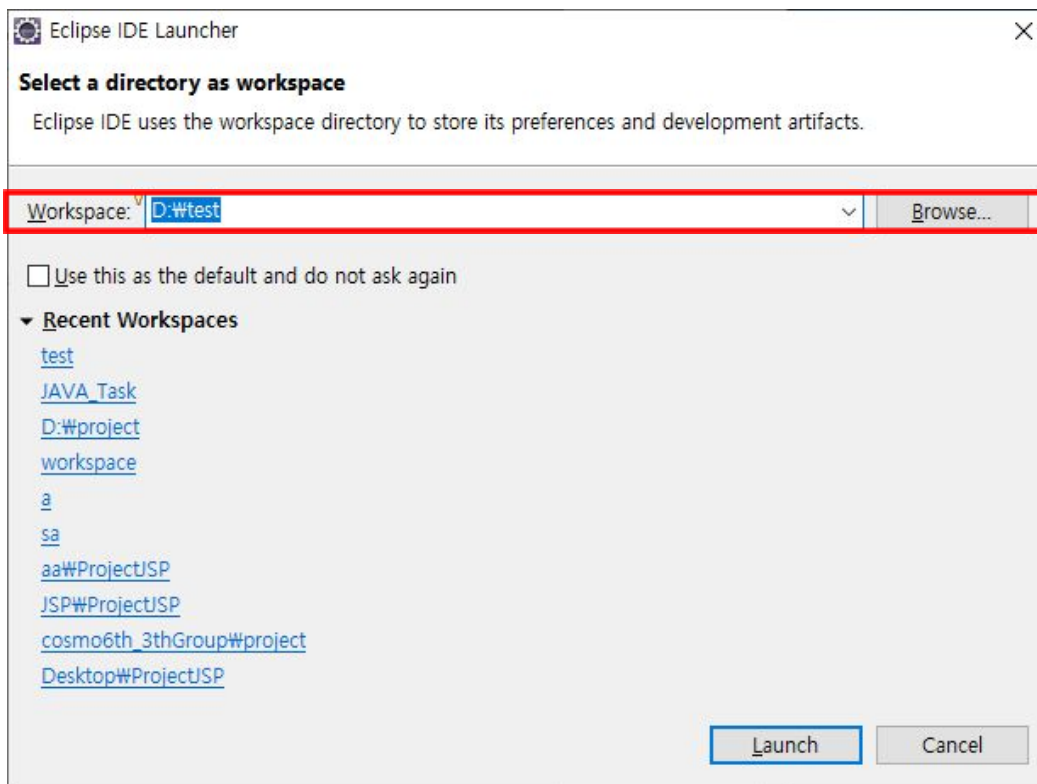 Eclipse IDE Launcher
Select a directory as workspace
Eclipse IDE uses the workspace directory to store its preferences and development artifacts.
Workspace: D:₩test Browse...
Use this as the default and do not ask again
Recent Workspaces
test
JAVA_Task
D:₩project
workspace
a
sa
aa₩ProjectJSP
JSP₩ProjectJSP
cosmo6th_3thGroup₩project
Desktop₩ProjectJSP
Launch Cancel